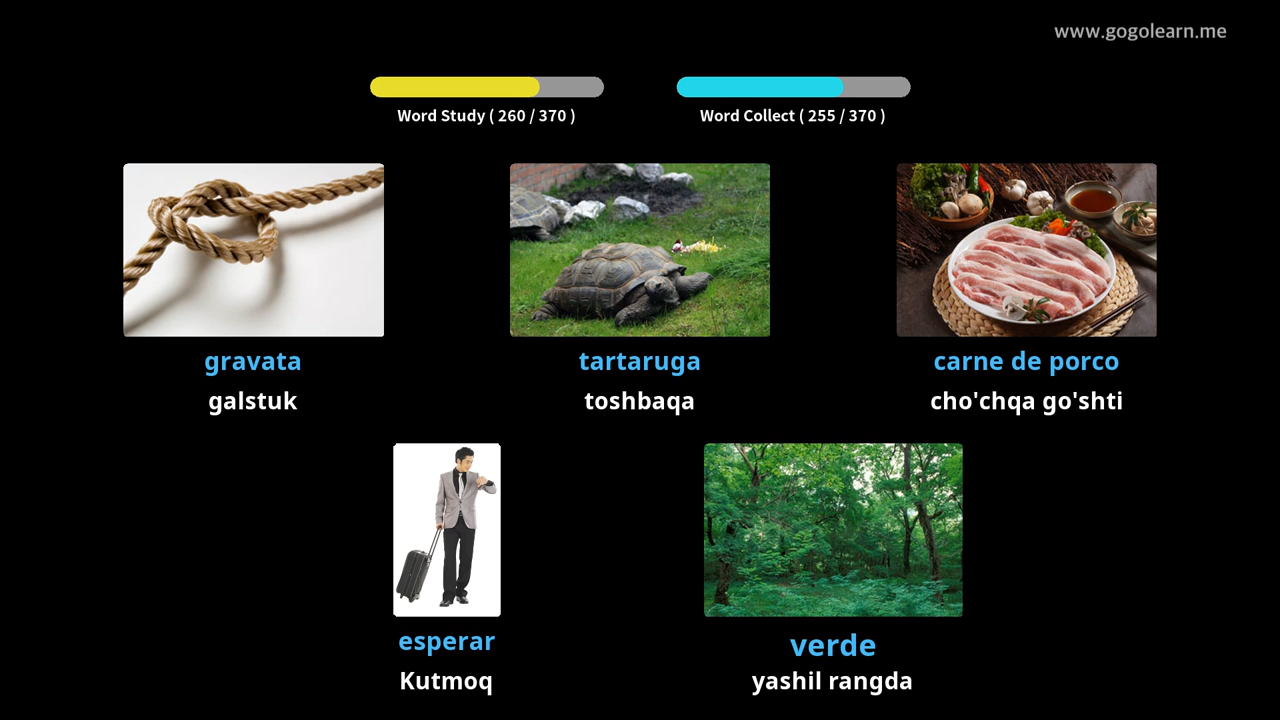 www.gogolearn.me
Word Study ( 260 / 370 )
Word Collect ( 255 / 370 )
gravata
galstuk
tartaruga
toshbaqa
carne de porco
cho'chqa go'shti
esperar
Kutmoq
verde
yashil rangda